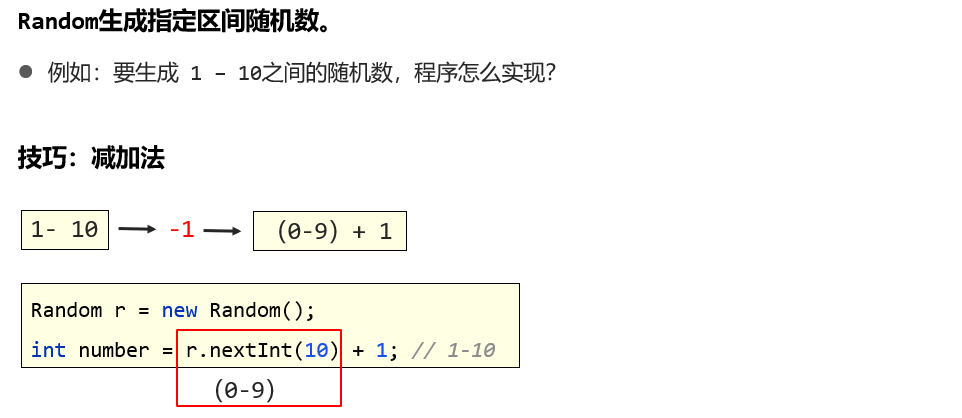 Random生成指定区间随机数。
例如：要生成 1 – 10之间的随机数，程序怎么实现？
技巧：减加法
1- 10 -1 (0-9) + 1
Random r = new Random();
int number = r.nextInt(10) + 1; // 1-10
(0-9)